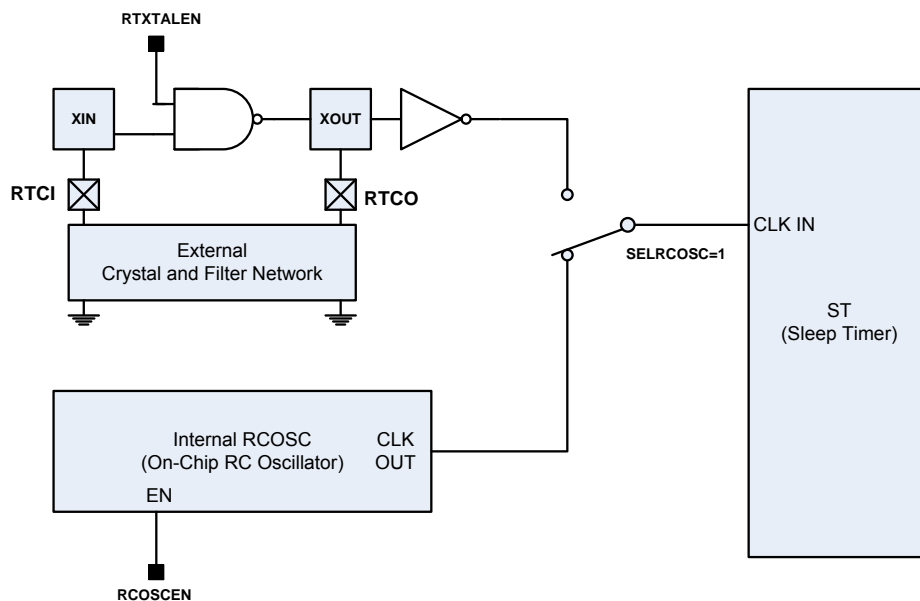 RTXTALEN
XIN
XOUT
RTCI
RTCO
External
Crystal and Filter Network
SELRCOSC=1
CLK IN
ST
(Sleep Timer)
Internal RCOSC
(On-Chip RC Oscillator)
CLK
OUT
EN
RCOSCEN